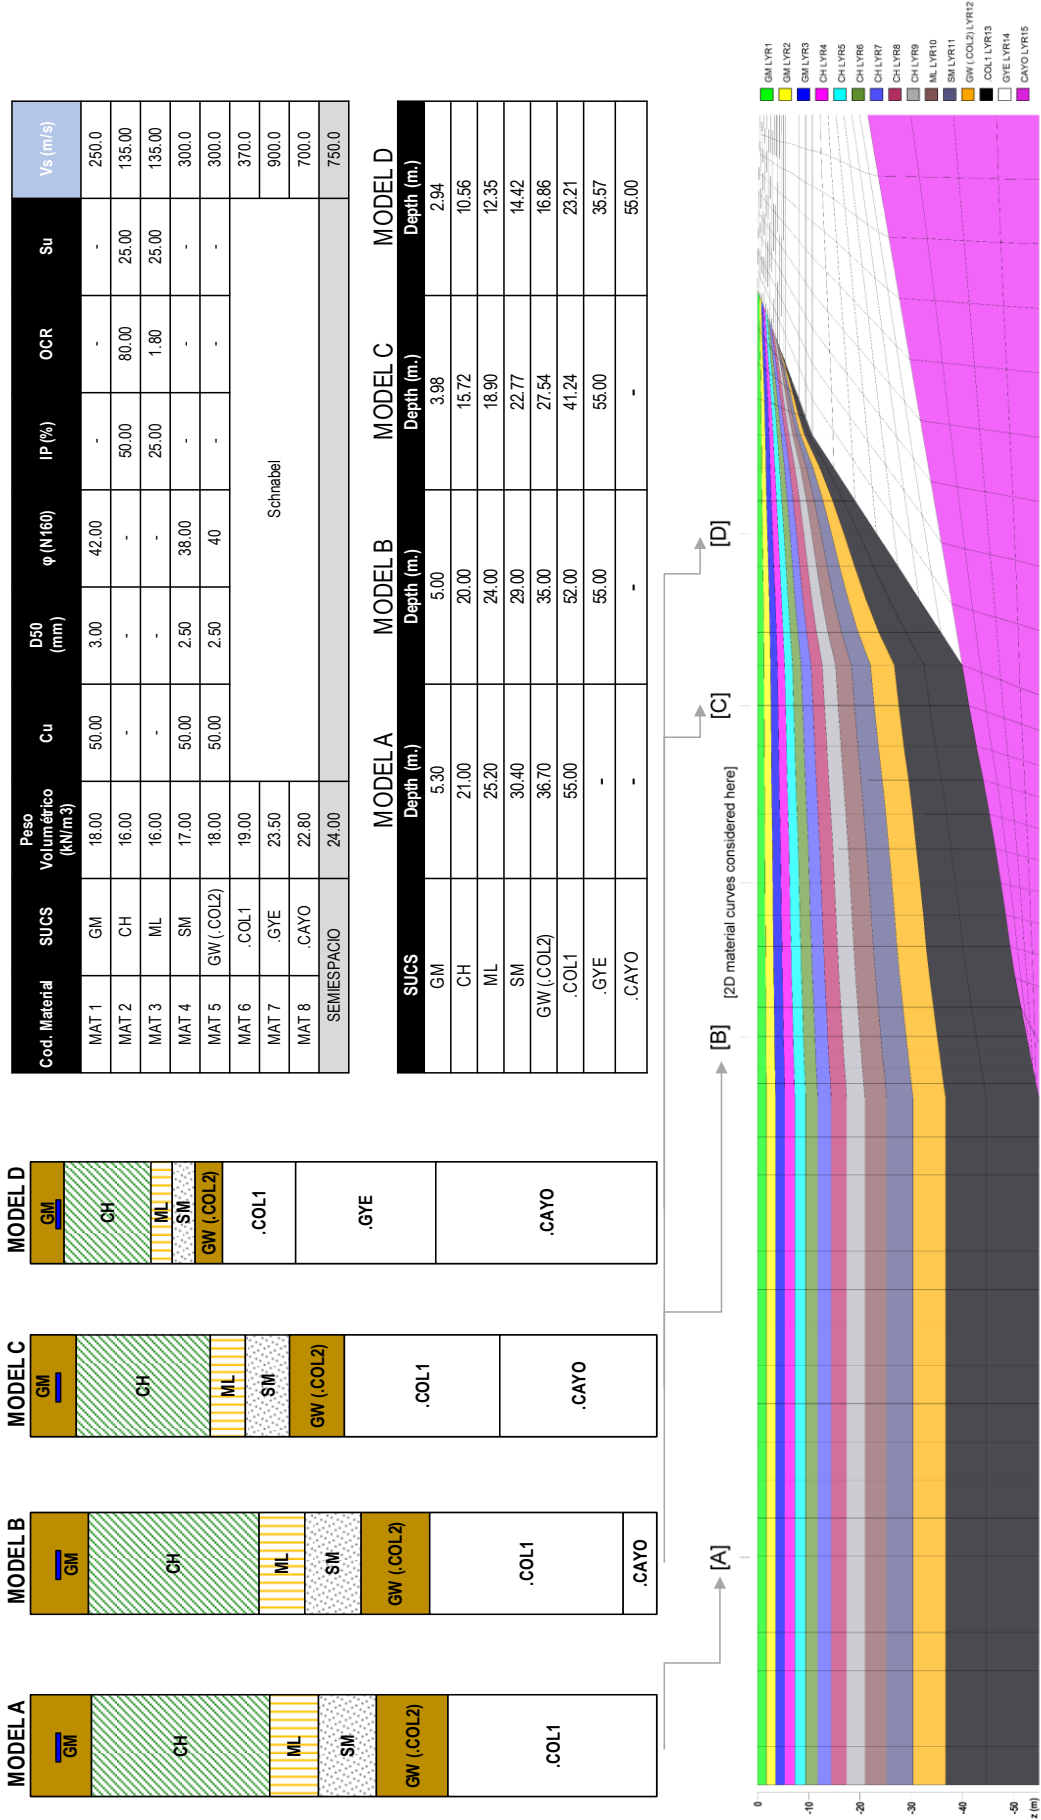 MODEL A
GM
CH
ML
SM
GW (.COL2)
.COL1
MODEL B
GM
CH
ML
SM
GW (.COL2)
.COL1
.CAYO
MODEL C
GM
CH
ML
SM
GW (.COL2)
.COL1
.CAYO
MODEL D
GM
CH
ML
SM
GW (.COL2)
.COL1
.GYE
.CAYO
Cod. Material SUCS Peso Volumétrico (kN/m3) Cu D50 (mm) φ (N160) IP (%) OCR Su Vs (m/s)
MAT 1 GM 18.00 50.00 3.00 42.00 - - - 250.0
MAT 2 CH 16.00 - - - 50.00 80.00 25.00 135.00
MAT 3 ML 16.00 - - - 25.00 1.80 25.00 135.00
MAT 4 SM 17.00 50.00 2.50 38.00 - - - 300.0
MAT 5 GW (.COL2) 18.00 50.00 2.50 40 - - - 300.0
MAT 6 .COL1 19.00 370.0
MAT 7 .GYE 23.50 Schnabel 900.0
MAT 8 .CAYO 22.80 700.0
SEMIESPACIO 24.00 750.0
MODEL A MODEL B MODEL C MODEL D
SUCS Depth (m.) Depth (m.) Depth (m.) Depth (m.)
GM 5.30 5.00 3.98 2.94
CH 21.00 20.00 15.72 10.56
ML 25.20 24.00 18.90 12.35
SM 30.40 29.00 22.77 14.42
GW (.COL2) 36.70 35.00 27.54 16.86
.COL1 55.00 52.00 41.24 23.21
.GYE - 55.00 55.00 35.57
.CAYO - - - 55.00
[A] [B] [C] [D]
[2D material curves considered here]
0
-10
-20
-30
-40
-50
z (m)
GM LYR1
GM LYR2
GM LYR3
CH LYR4
CH LYR5
CH LYR6
CH LYR7
CH LYR8
CH LYR9
ML LYR10
SM LYR11
GW (.COL2) LYR12
.COL1 LYR13
GYE LYR14
CAYO LYR15